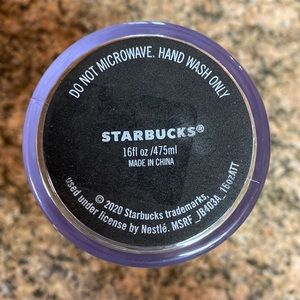 DO NOT MICROWAVE. HAND WASH ONLY
STARBUCKS®
16fl oz /475ml
MADE IN CHINA
© 2020 Starbucks trademarks
used under license by Nestlé. MSRF_JB403A_16ozATT